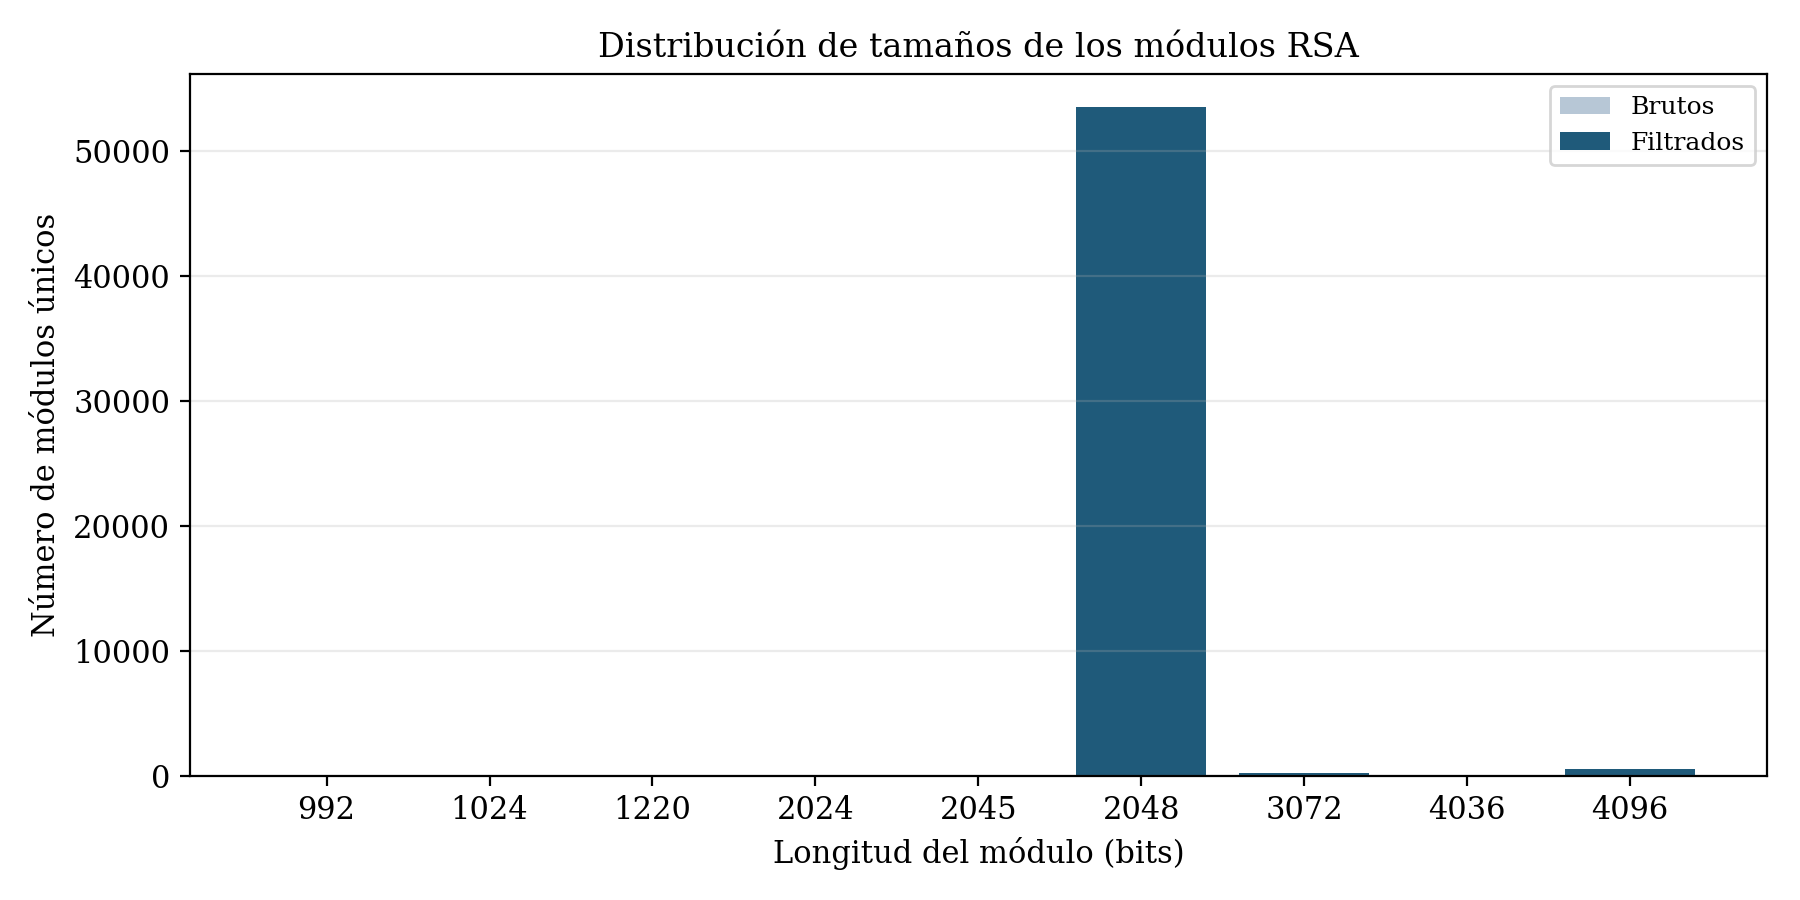 Distribución de tamaños de los módulos RSA
Brutos
Filtrados
Número de módulos únicos
50000
40000
30000
20000
10000
0
992 1024 1220 2024 2045 2048 3072 4036 4096
Longitud del módulo (bits)